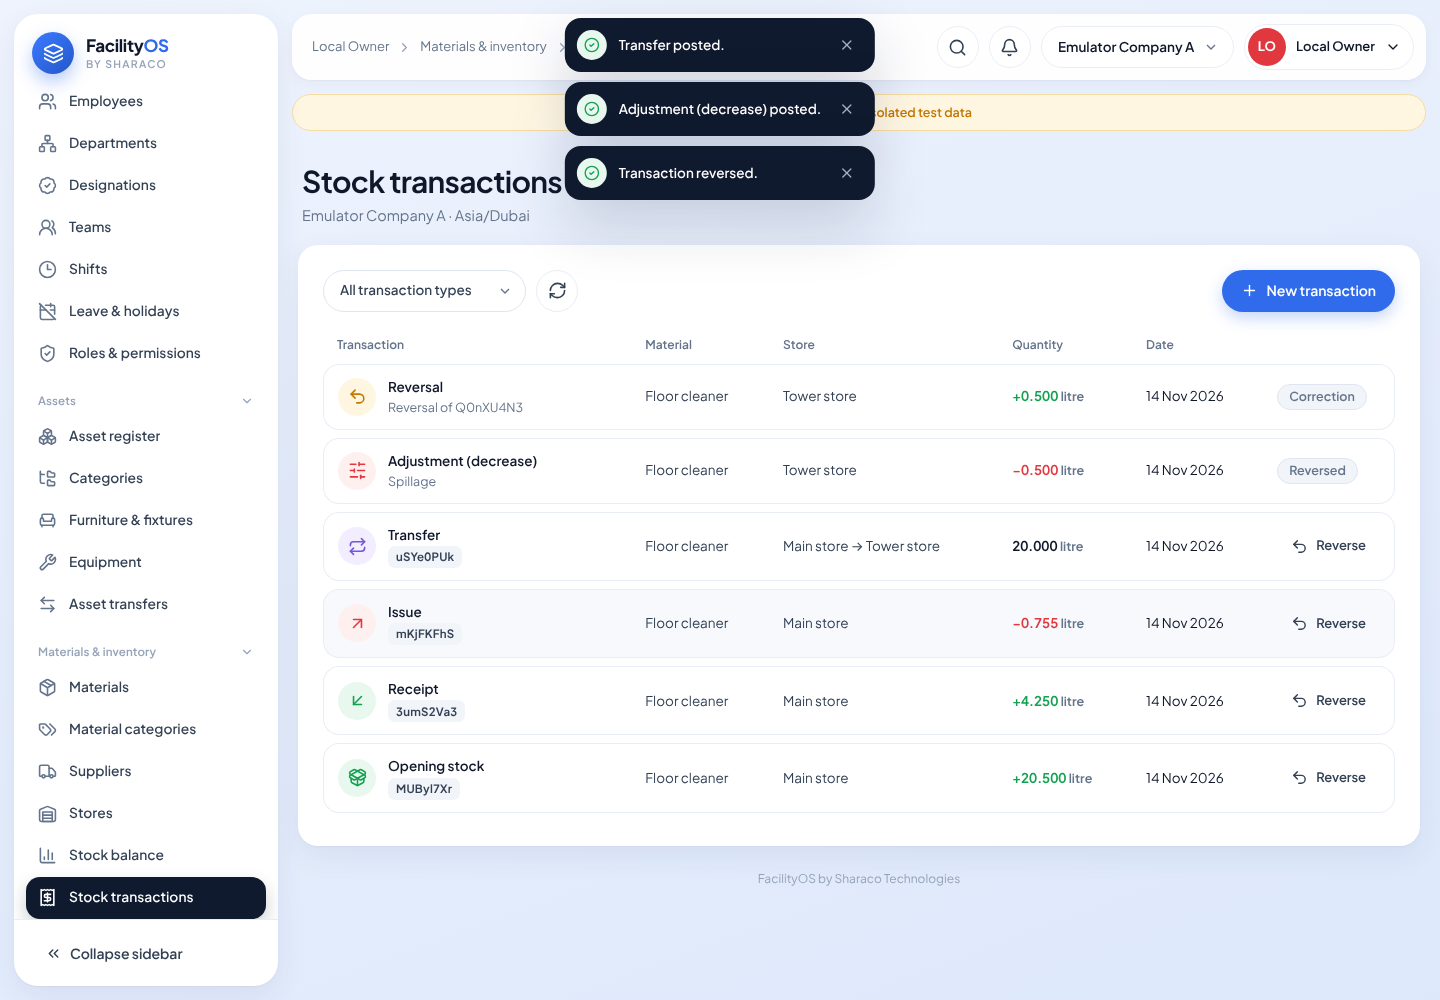 FacilityOS
BY SHARACO
Employees
Departments
Designations
Teams
Shifts
Leave & holidays
Roles & permissions
Assets
Asset register
Categories
Furniture & fixtures
Equipment
Asset transfers
Materials & inventory
Materials
Material categories
Suppliers
Stores
Stock balance
Stock transactions
Collapse sidebar
Local Owner
Materials & inventory
Emulator Company A
LO
Local Owner
Transfer posted.
Adjustment (decrease) posted.
Transaction reversed.
test data
Stock transactions
Emulator Company A · Asia/Dubai
All transaction types
New transaction
Transaction Material Store Quantity Date
Reversal
Reversal of Q0nXU4N3
Floor cleaner Tower store +0.500 litre 14 Nov 2026 Correction
Adjustment (decrease)
Spillage
Floor cleaner Tower store −0.500 litre 14 Nov 2026 Reversed
Transfer
uSYe0PUk
Floor cleaner Main store → Tower store 20.000 litre 14 Nov 2026 Reverse
Issue
mKjFKFhS
Floor cleaner Main store −0.755 litre 14 Nov 2026 Reverse
Receipt
3umS2Va3
Floor cleaner Main store +4.250 litre 14 Nov 2026 Reverse
Opening stock
Floor cleaner Main store +20.500 litre 14 Nov 2026 Reverse
FacilityOS by Sharaco Technologies